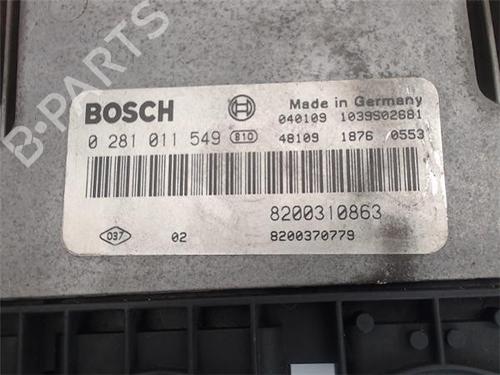 B-PARTS
BOSCH
Made in Germany
040109 1039S02681
0 281 011 549 810 48109 1876 0553
8200310863
037 02 8200370779
B-PARTS